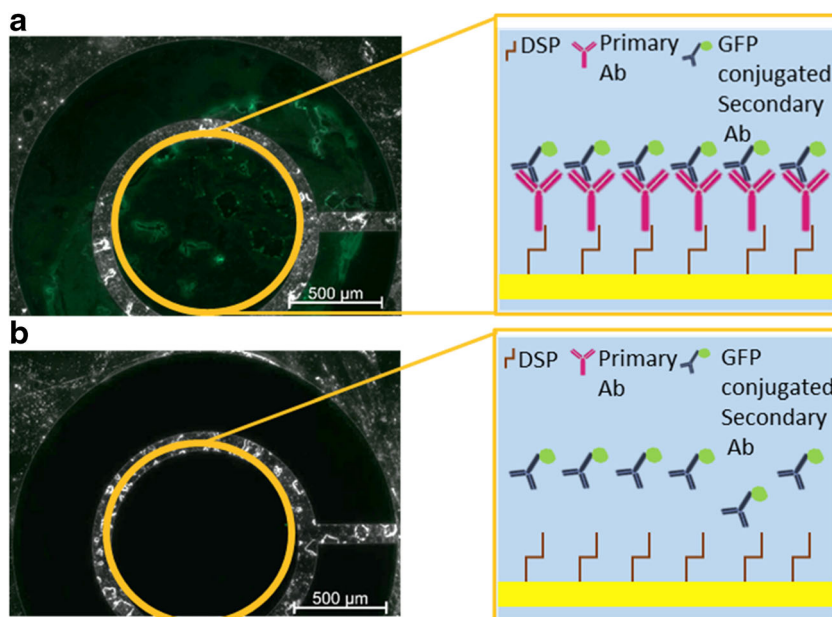 a
DSP Primary GFP
Ab conjugated
Secondary
Ab
500 µm
b
DSP Primary GFP
Ab conjugated
Secondary
Ab
500 µm